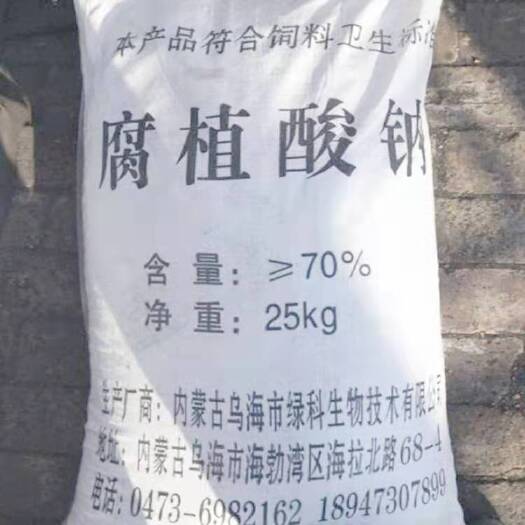 本产品符合饲料卫生标准
腐植酸钠
含量：≥70%
净重：25kg
生产厂商：内蒙古乌海市绿科生物技术有限公司
地址：内蒙古乌海市海勃湾区海拉北路68-4
电话：0473-6982162 18947307899